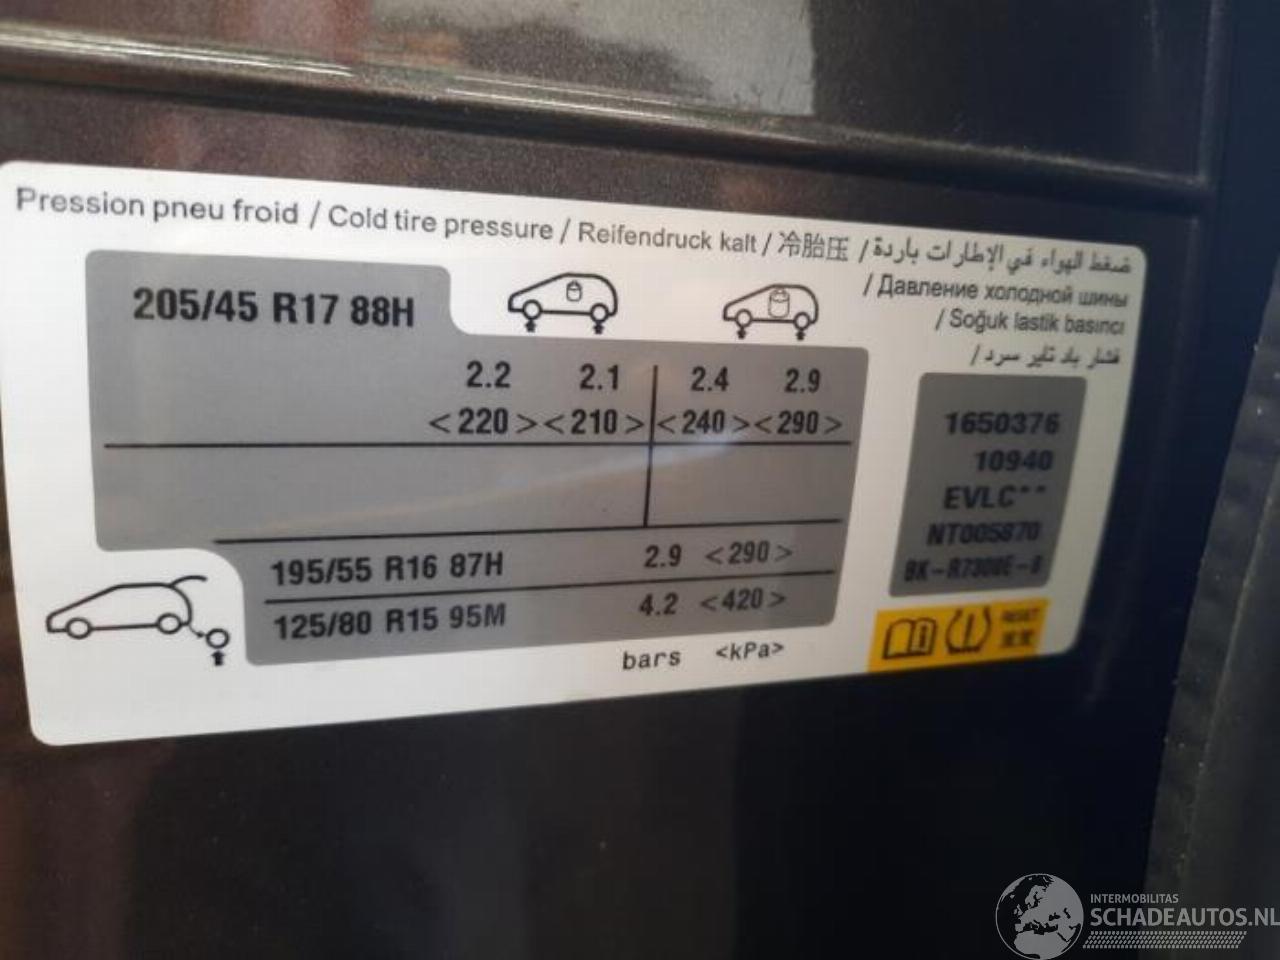 Pression pneu froid / Cold tire pressure / Reifendruck kalt / 冷胎压 / ضغط الهواء في الإطارات باردة
/ Давление холодной шины
/ Soğuk lastik basıncı
/ فشار باد تایر سرد
205/45 R17 88H
2.2 2.1 2.4 2.9
<220> <210> <240> <290>
195/55 R16 87H 2.9 <290>
125/80 R15 95M 4.2 <420>
bars <kPa>
1650376
10940
EVLC**
NT005870
RESET
INTERMOBILITAS
SCHADEAUTOS.NL